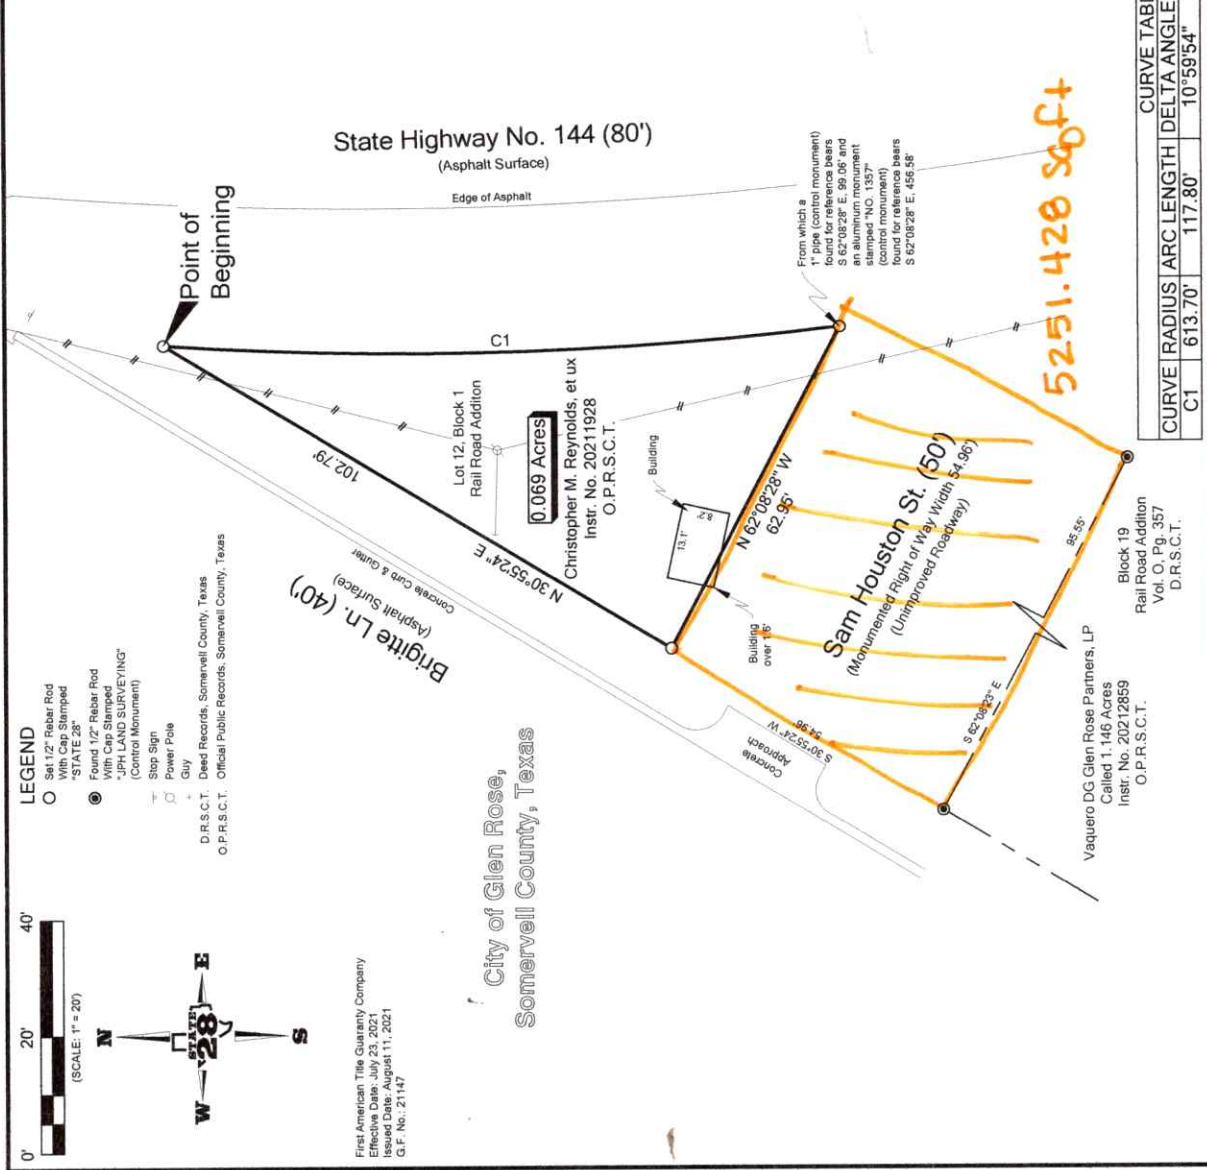 0' 20' 40'
(SCALE: 1" = 20')
N
W E
S
STATE
28
First American Title Guaranty Company
Effective Date: July 23, 2021
Issued Date: August 11, 2021
G.F. No.: 21147
LEGEND
Set 1/2" Rebar Rod
With Cap Stamped
"STATE 28"
Found 1/2" Rebar Rod
With Cap Stamped
"JPH LAND SURVEYING"
(Control Monument)
Stop Sign
Power Pole
Guy
D.R.S.C.T. Deed Records, Somervell County, Texas
O.P.R.S.C.T. Official Public Records, Somervell County, Texas
City of Glen Rose,
Somervell County, Texas
State Highway No. 144 (80')
(Asphalt Surface)
Edge of Asphalt
Point of
Beginning
C1
102.79'
N 30°55'24" E
Brigitte Ln. (40')
(Asphalt Surface)
Concrete Curb & Gutter
Lot 12, Block 1
Rail Road Additon
0.069 Acres
Christopher M. Reynolds, et ux
Instr. No. 20211928
O.P.R.S.C.T.
Building
13.1'
8.2'
Building
over 1.6'
N 62°08'28" W
62.95'
From which a
1" pipe (control monument)
found for reference bears
S 62°08'28" E, 99.06' and
an aluminum monument
stamped "NO. 1357"
(control monument)
found for reference bears
S 62°08'28" E, 456.58'
Sam Houston St. (50')
(Monumented Right of Way Width 54.96')
(Unimproved Roadway)
S 30°55'24" W
54.96'
Concrete
Approach
S 62°08'23" E
95.55'
Vaquero DG Glen Rose Partners, LP
Called 1.146 Acres
Instr. No. 20212859
O.P.R.S.C.T.
Block 19
Rail Road Additon
Vol. O, Pg. 357
D.R.S.C.T.
5251.428 sqft
CURVE TABL
CURVE RADIUS ARC LENGTH DELTA ANGLE
C1 613.70' 117.80' 10°59'54"